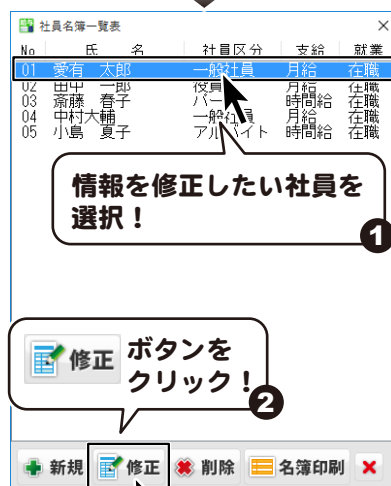 社員名簿一覧表
No 氏 名 社員区分 支給 就業
01 愛有 太郎 一般社員 月給 在職
02 田中 一郎 役員 月給 在職
03 斎藤 春子 パート 時間給 在職
04 中村大輔 一般社員 月給 在職
05 小島 夏子 アルバイト 時間給 在職
情報を修正したい社員を
選択！
1
修正 ボタンを
クリック！
2
新規 修正 削除 名簿印刷